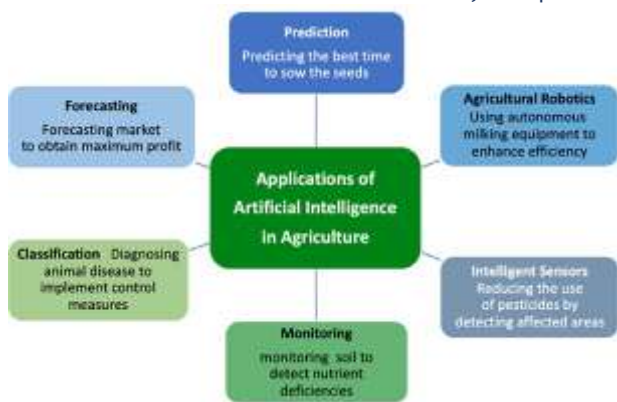 Prediction
Predicting the best time
to sow the seeds
Forecasting
Forecasting market
to obtain maximum profit
Agricultural Robotics
Using autonomous
milking equipment to
enhance efficiency
Applications of
Artificial Intelligence
in Agriculture
Classification Diagnosing
animal disease to
implement control
measures
Intelligent Sensors
Reducing the use
of pesticides by
detecting affected areas
Monitoring
monitoring soil to
detect nutrient
deficiencies